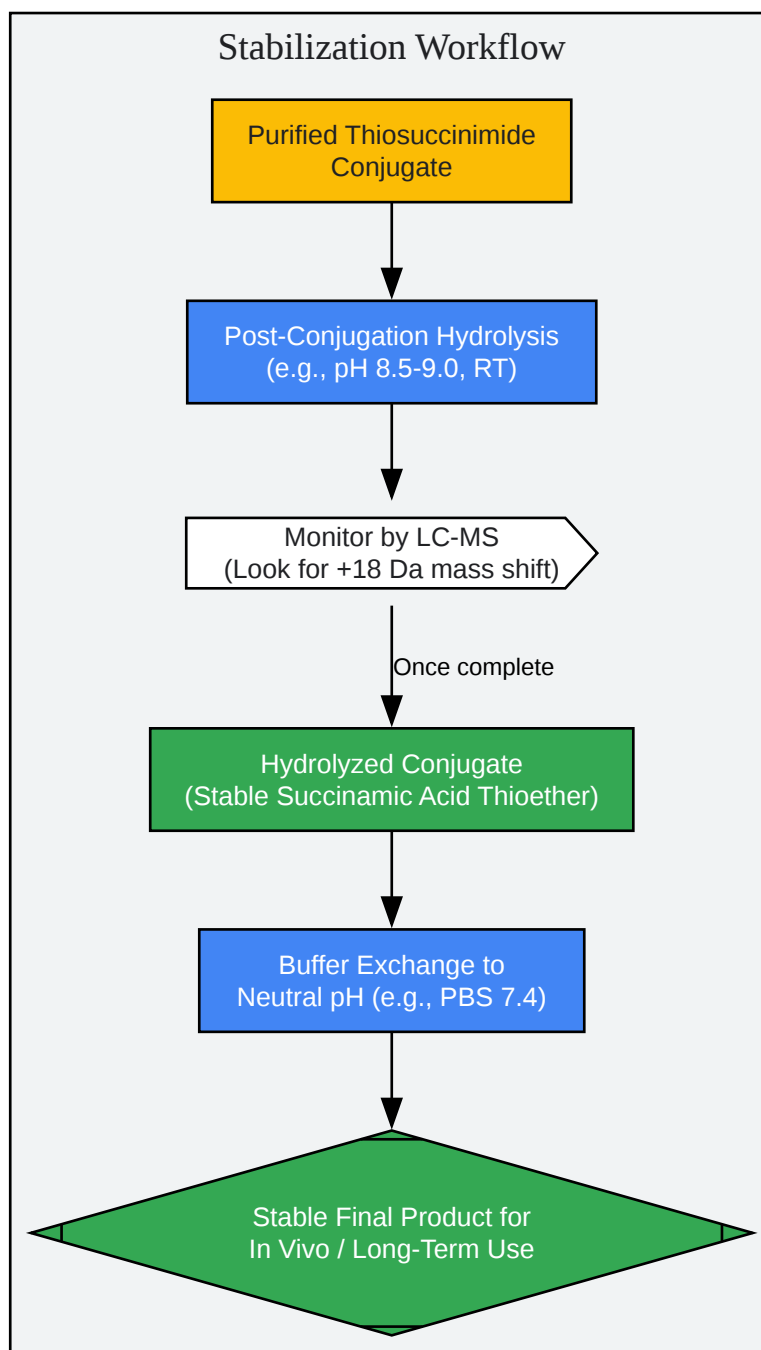 Stabilization Workflow
Purified Thiosuccinimide
Conjugate
Post-Conjugation Hydrolysis
(e.g., pH 8.5-9.0, RT)
Monitor by LC-MS
(Look for +18 Da mass shift)
Once complete
Hydrolyzed Conjugate
(Stable Succinamic Acid Thioether)
Buffer Exchange to
Neutral pH (e.g., PBS 7.4)
Stable Final Product for
In Vivo / Long-Term Use